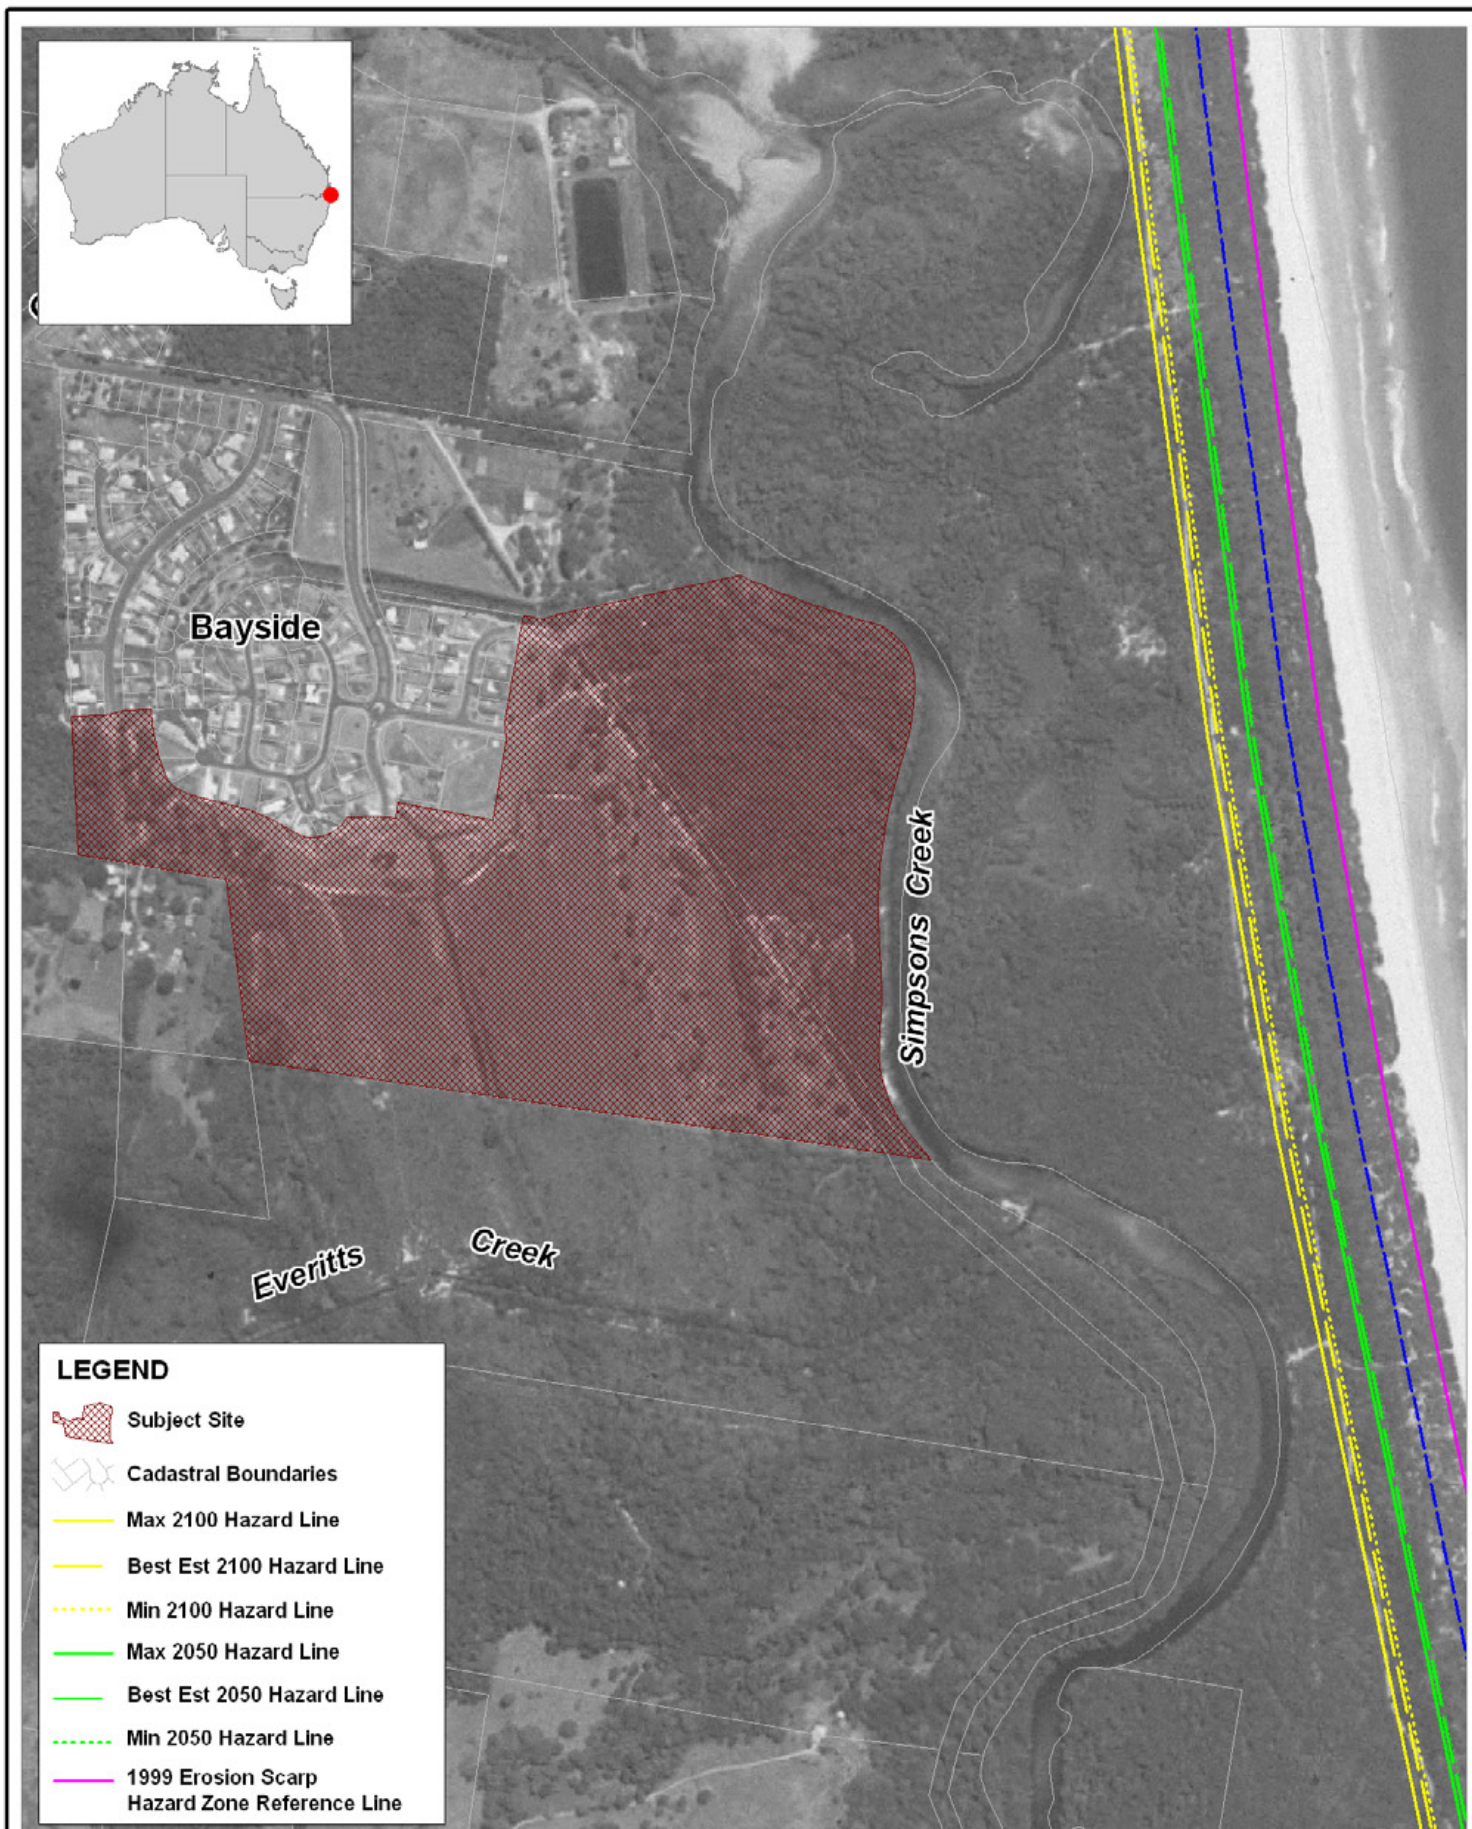 Bayside
Simpsons Creek
Everitts Creek
LEGEND
Subject Site
Cadastral Boundaries
Max 2100 Hazard Line
Best Est 2100 Hazard Line
Min 2100 Hazard Line
Max 2050 Hazard Line
Best Est 2050 Hazard Line
Min 2050 Hazard Line
1999 Erosion Scarp
Hazard Zone Reference Line